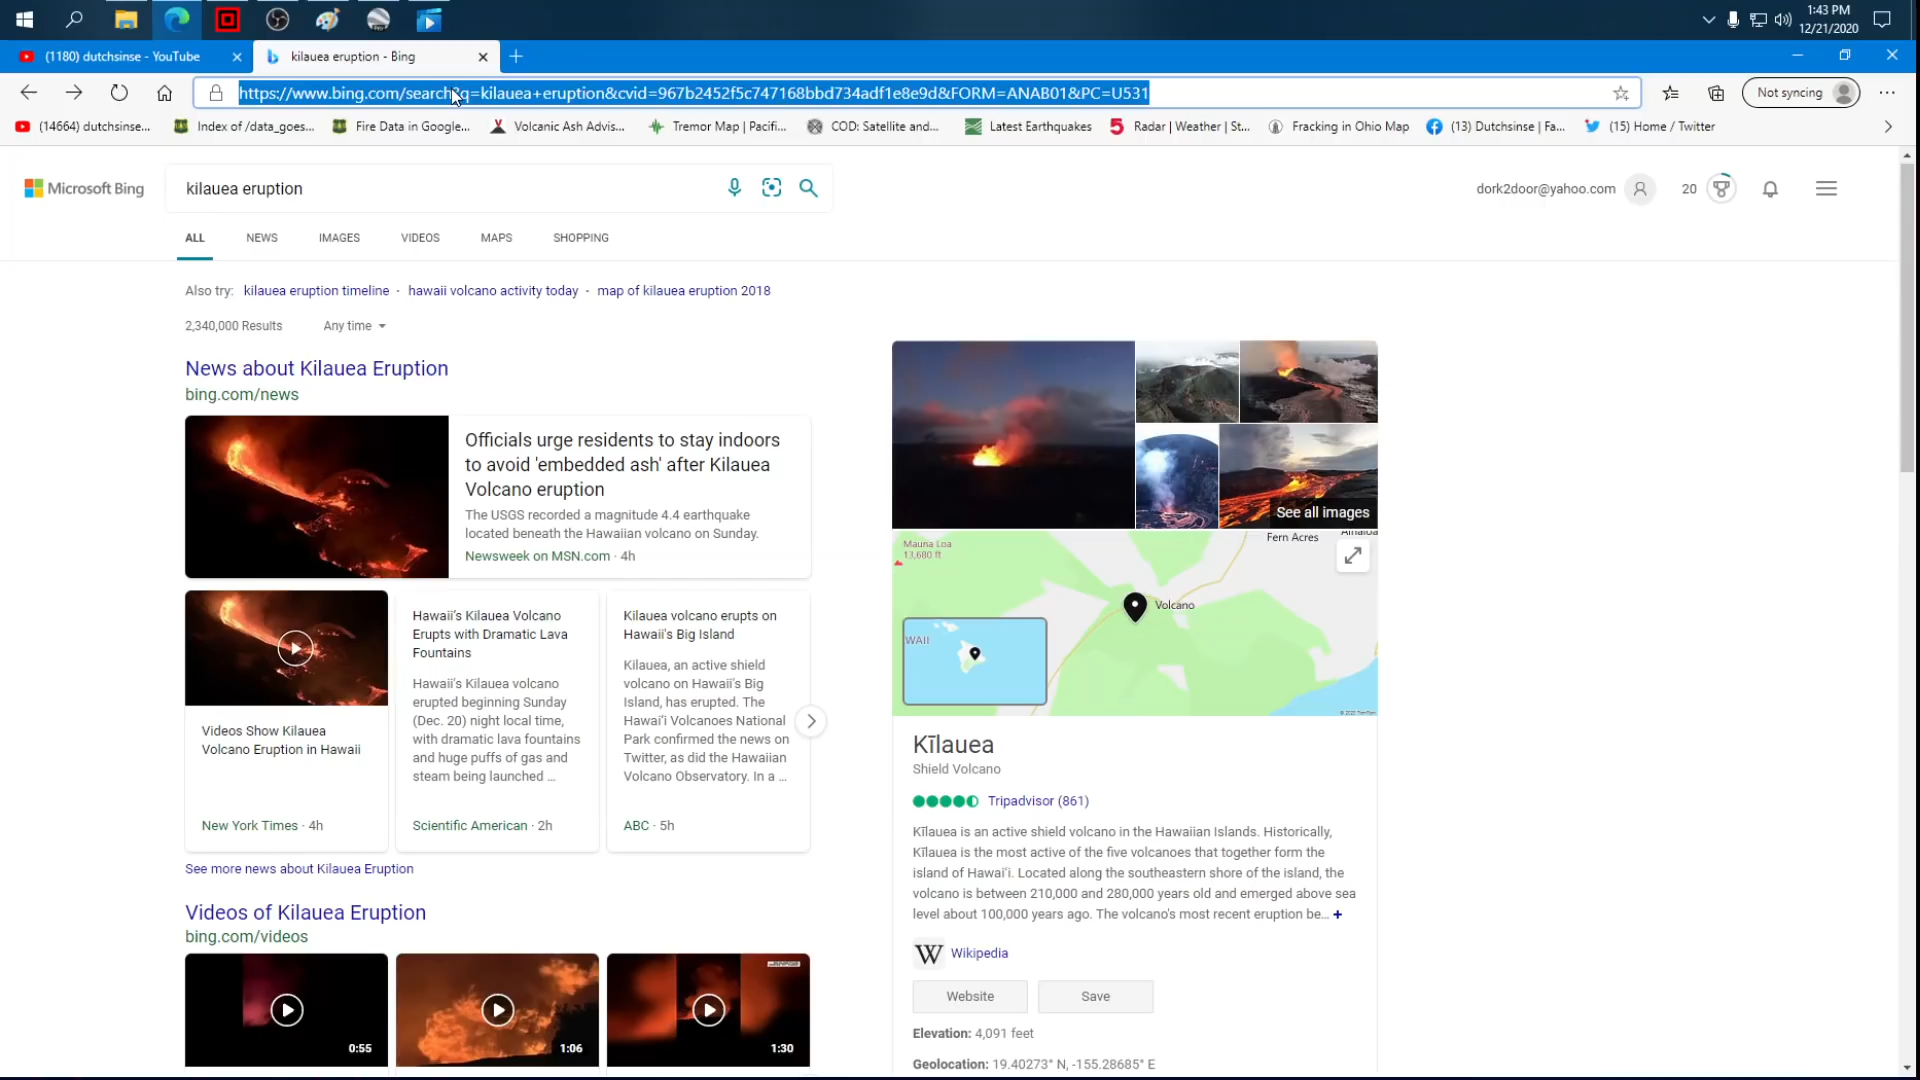 1:43 PM
12/21/2020
(1180) dutchsinse - YouTube
kilauea eruption - Bing
https://www.bing.com/search?q=kilauea+eruption&cvid=967b2452f5c747168bbd734adf1e8e9d&FORM=ANAB01&PC=U531
Not syncing
(14664) dutchsinse...
Index of /data_goes...
Fire Data in Google...
Volcanic Ash Advis...
Tremor Map | Pacifi...
COD: Satellite and...
Latest Earthquakes
Radar | Weather | St...
Fracking in Ohio Map
(13) Dutchsinse | Fa...
(15) Home / Twitter
Microsoft Bing
kilauea eruption
dork2door@yahoo.com
20
ALL
NEWS
IMAGES
VIDEOS
MAPS
SHOPPING
Also try: kilauea eruption timeline · hawaii volcano activity today · map of kilauea eruption 2018
2,340,000 Results
Any time
News about Kilauea Eruption
bing.com/news
Officials urge residents to stay indoors
to avoid 'embedded ash' after Kilauea
Volcano eruption
The USGS recorded a magnitude 4.4 earthquake
located beneath the Hawaiian volcano on Sunday.
Newsweek on MSN.com · 4h
Videos Show Kilauea
Volcano Eruption in Hawaii
New York Times · 4h
Hawaii's Kilauea Volcano
Erupts with Dramatic Lava
Fountains
Hawaii's Kilauea volcano
erupted beginning Sunday
(Dec. 20) night local time,
with dramatic lava fountains
and huge puffs of gas and
steam being launched ...
Scientific American · 2h
Kilauea volcano erupts on
Hawaii's Big Island
Kilauea, an active shield
volcano on Hawaii's Big
Island, has erupted. The
Hawai'i Volcanoes National
Park confirmed the news on
Twitter, as did the Hawaiian
Volcano Observatory. In a ...
ABC · 5h
See more news about Kilauea Eruption
Videos of Kilauea Eruption
bing.com/videos
0:55
1:06
1:30
See all images
Mauna Loa
13,680 ft
Fern Acres
Volcano
WAII
Kīlauea
Shield Volcano
Tripadvisor (861)
Kīlauea is an active shield volcano in the Hawaiian Islands. Historically,
Kīlauea is the most active of the five volcanoes that together form the
island of Hawaiʻi. Located along the southeastern shore of the island, the
volcano is between 210,000 and 280,000 years old and emerged above sea
level about 100,000 years ago. The volcano's most recent eruption be... +
W Wikipedia
Website
Save
Elevation: 4,091 feet
Geolocation: 19.40273° N, -155.28685° E